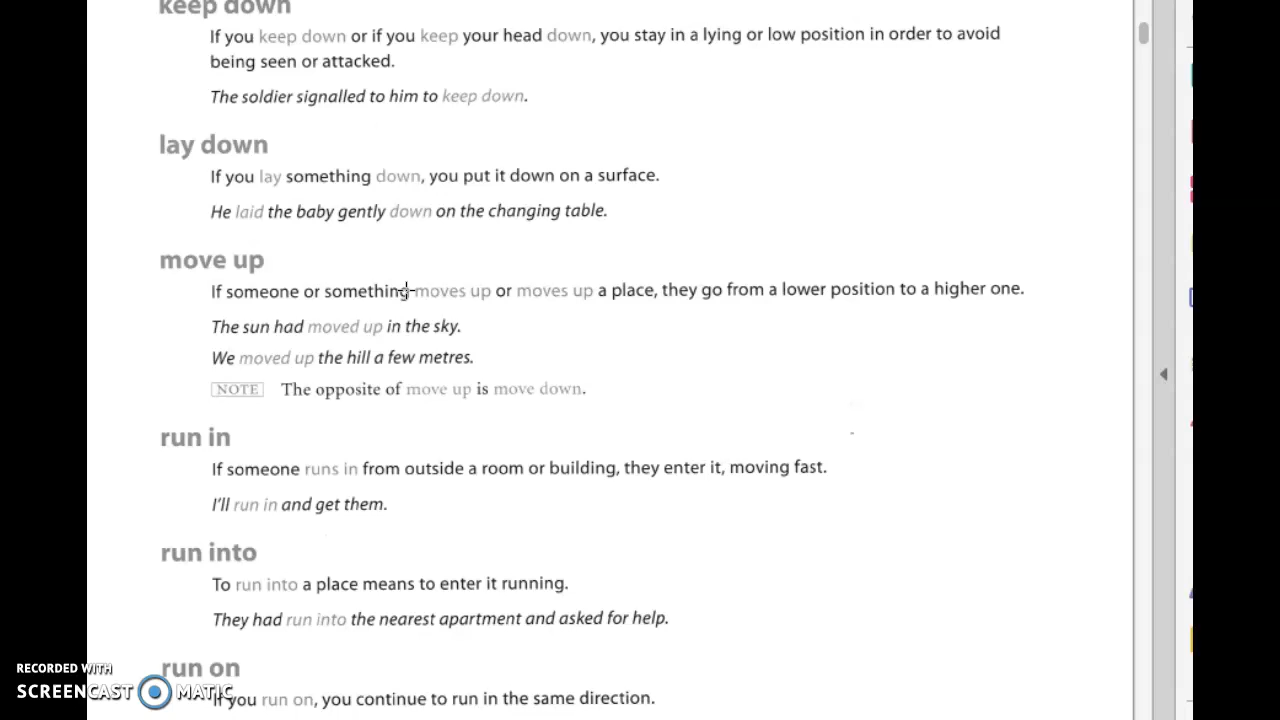 keep down
If you keep down or if you keep your head down, you stay in a lying or low position in order to avoid
being seen or attacked.
The soldier signalled to him to keep down.
lay down
If you lay something down, you put it down on a surface.
He laid the baby gently down on the changing table.
move up
If someone or something moves up or moves up a place, they go from a lower position to a higher one.
The sun had moved up in the sky.
We moved up the hill a few metres.
NOTE The opposite of move up is move down.
run in
If someone runs in from outside a room or building, they enter it, moving fast.
I'll run in and get them.
run into
To run into a place means to enter it running.
They had run into the nearest apartment and asked for help.
run on
If you run on, you continue to run in the same direction.
RECORDED WITH
SCREENCAST MATIC